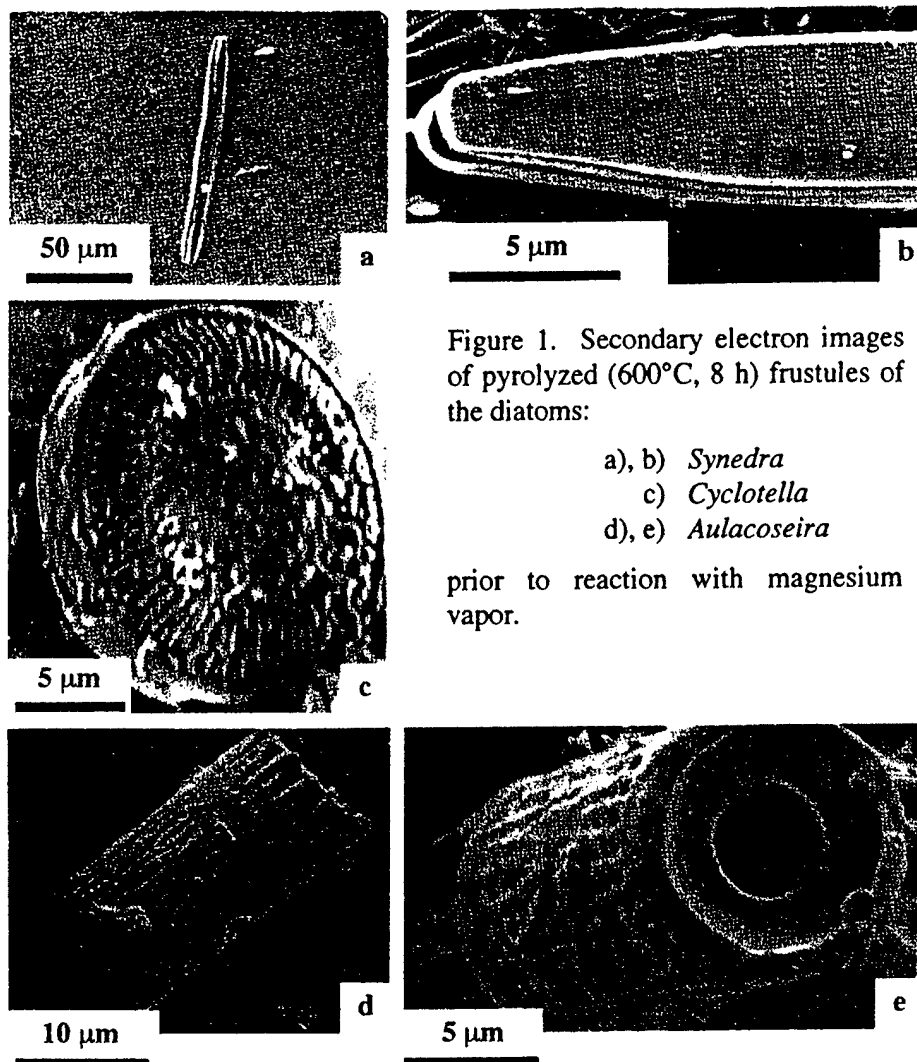 50 μm
a
5 μm
b
5 μm
c
Figure 1. Secondary electron images
of pyrolyzed (600°C, 8 h) frustules of
the diatoms:
a), b) Synedra
c) Cyclotella
d), e) Aulacoseira
prior to reaction with magnesium
vapor.
10 μm
d
5 μm
e